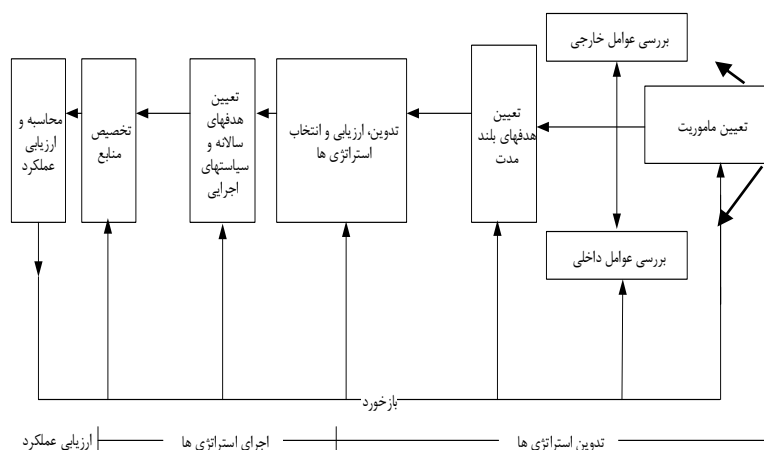 بررسی عوامل خارجی
تعیین ماموریت
تعیین
هدفهای بلند
مدت
تدوین، ارزیابی و انتخاب
استراتژی ها
تعیین
هدفهای
سالانه و
سیاستهای
اجرایی
تخصیص
منابع
محاسبه و
ارزیابی
عملکرد
بررسی عوامل داخلی
بازخورد
تدوین استراتژی ها
اجرای استراتژی ها
ارزیابی عملکرد